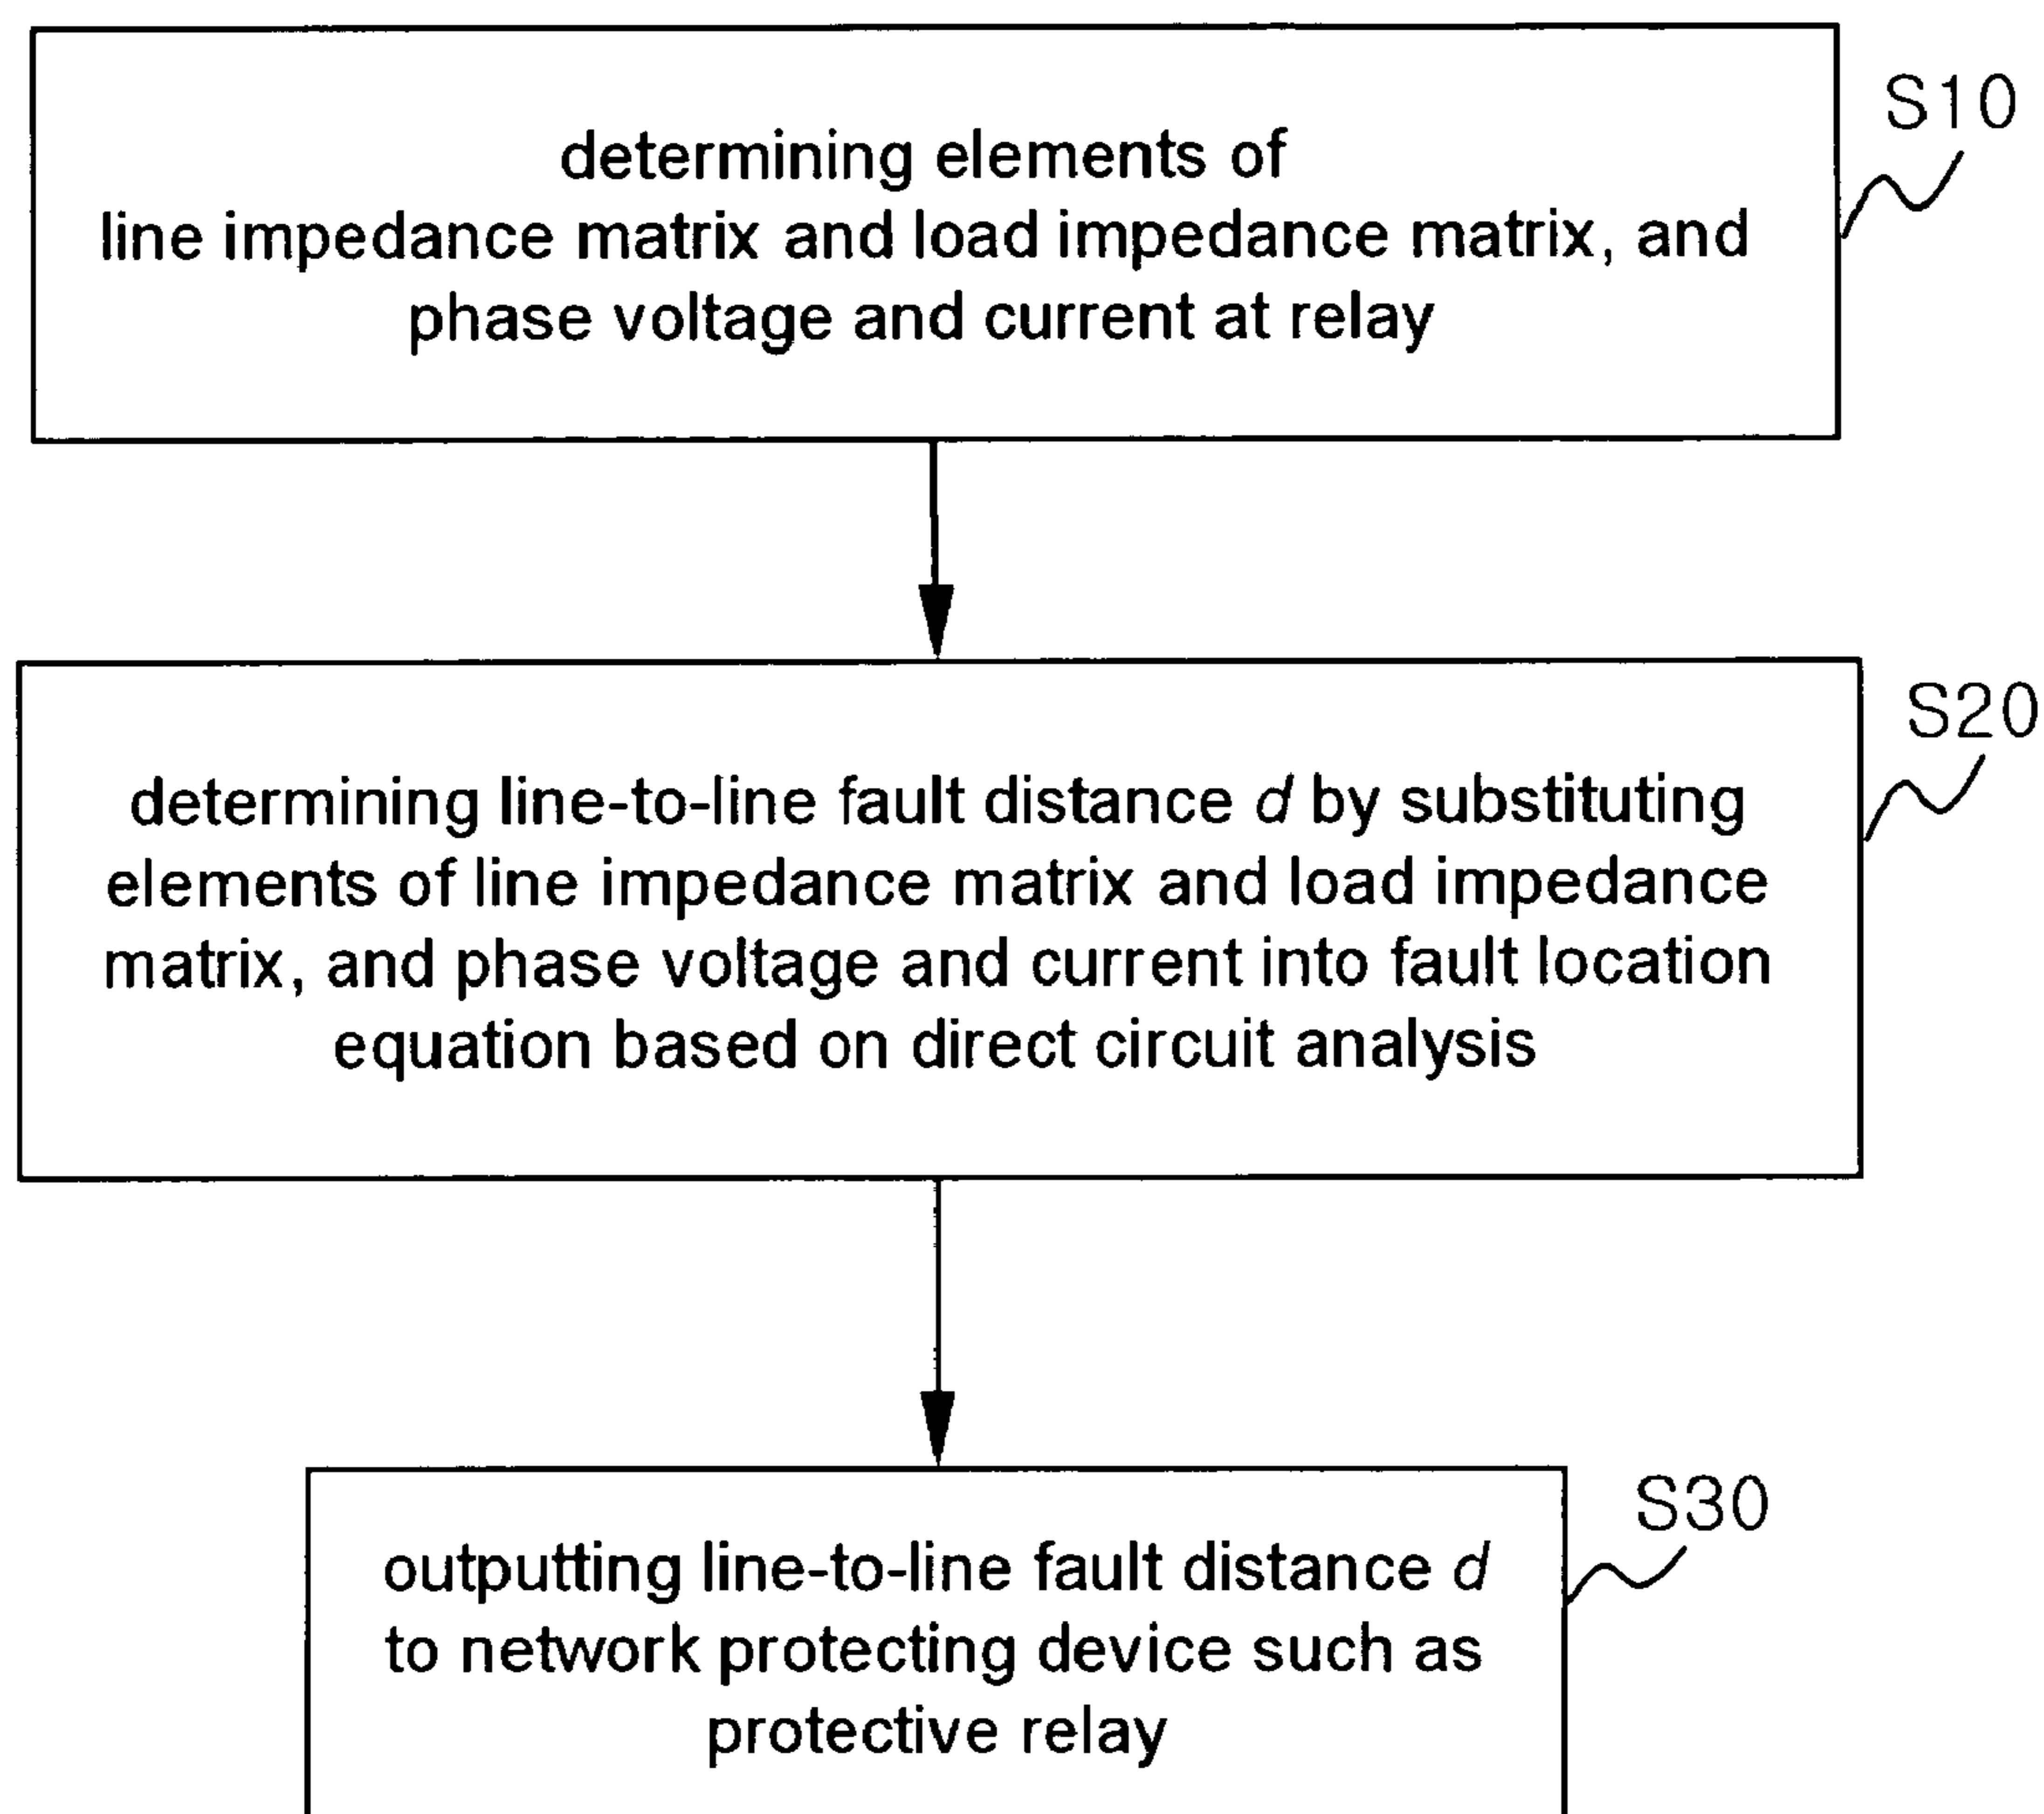 S10
determining elements of
line impedance matrix and load impedance matrix, and
phase voltage and current at relay
S20
determining line-to-line fault distance d by substituting
elements of line impedance matrix and load impedance
matrix, and phase voltage and current into fault location
equation based on direct circuit analysis
S30
outputting line-to-line fault distance d
to network protecting device such as
protective relay